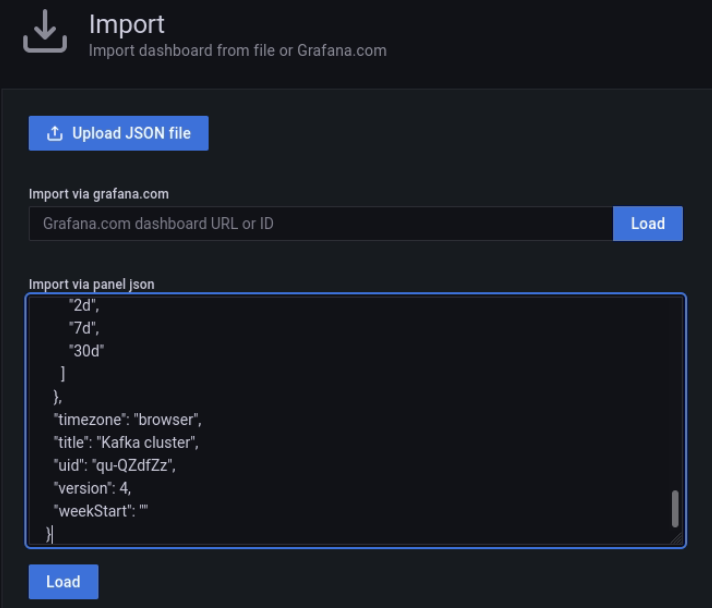 Import
Import dashboard from file or Grafana.com
Upload JSON file
Import via grafana.com
Grafana.com dashboard URL or ID
Load
Import via panel json
"2d",
"7d",
"30d"
]
},
"timezone": "browser",
"title": "Kafka cluster",
"uid": "qu-QZdfZz",
"version": 4,
"weekStart": ""
}
Load